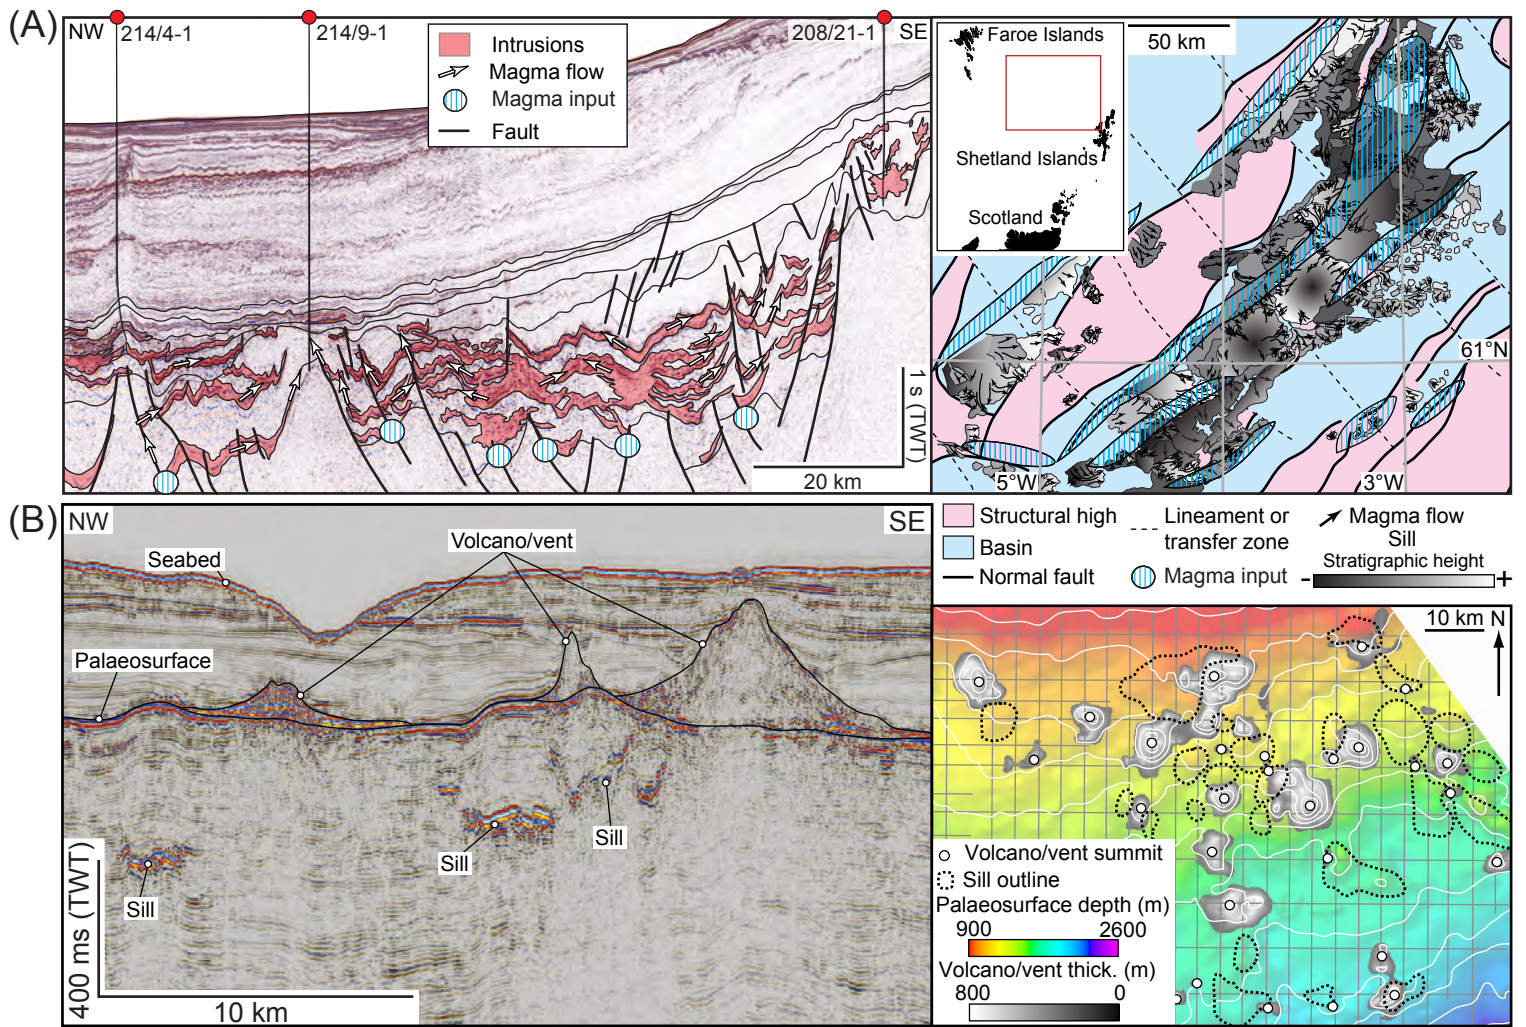 (A)
NW
214/4-1
214/9-1
208/21-1
SE
Intrusions
Magma flow
Magma input
Fault
1 s (TWT)
20 km
50 km
Faroe Islands
Shetland Islands
Scotland
61°N
5°W
3°W
(B)
NW
SE
Seabed
Volcano/vent
Palaeosurface
Sill
Sill
Sill
400 ms (TWT)
10 km
Structural high
Basin
Normal fault
Lineament or
transfer zone
Magma input
Magma flow
Sill
Stratigraphic height
- +
10 km
N
Volcano/vent summit
Sill outline
Palaeosurface depth (m)
900 2600
Volcano/vent thick. (m)
800 0